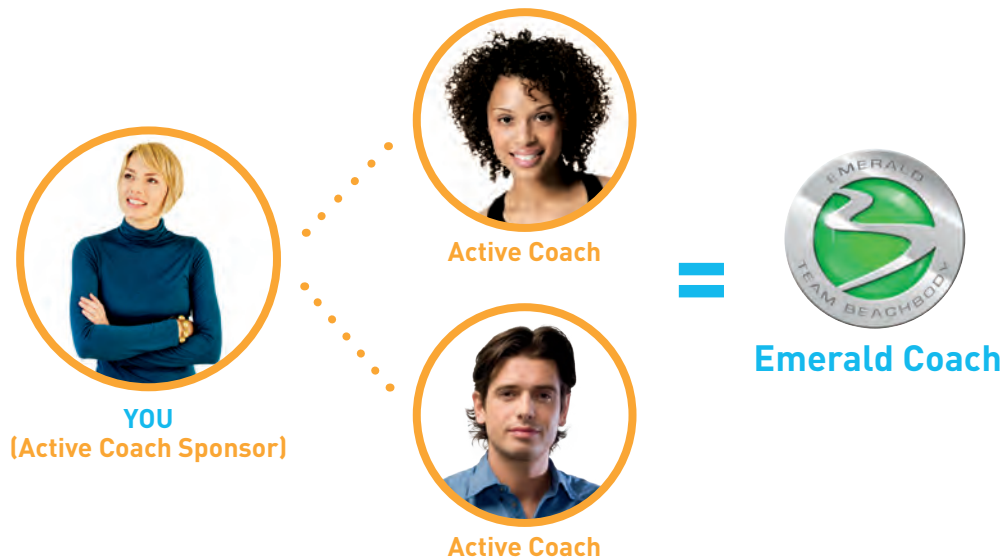 Active Coach
YOU
(Active Coach Sponsor)
Active Coach
=
EMERALD
TEAM BEACHBODY
Emerald Coach